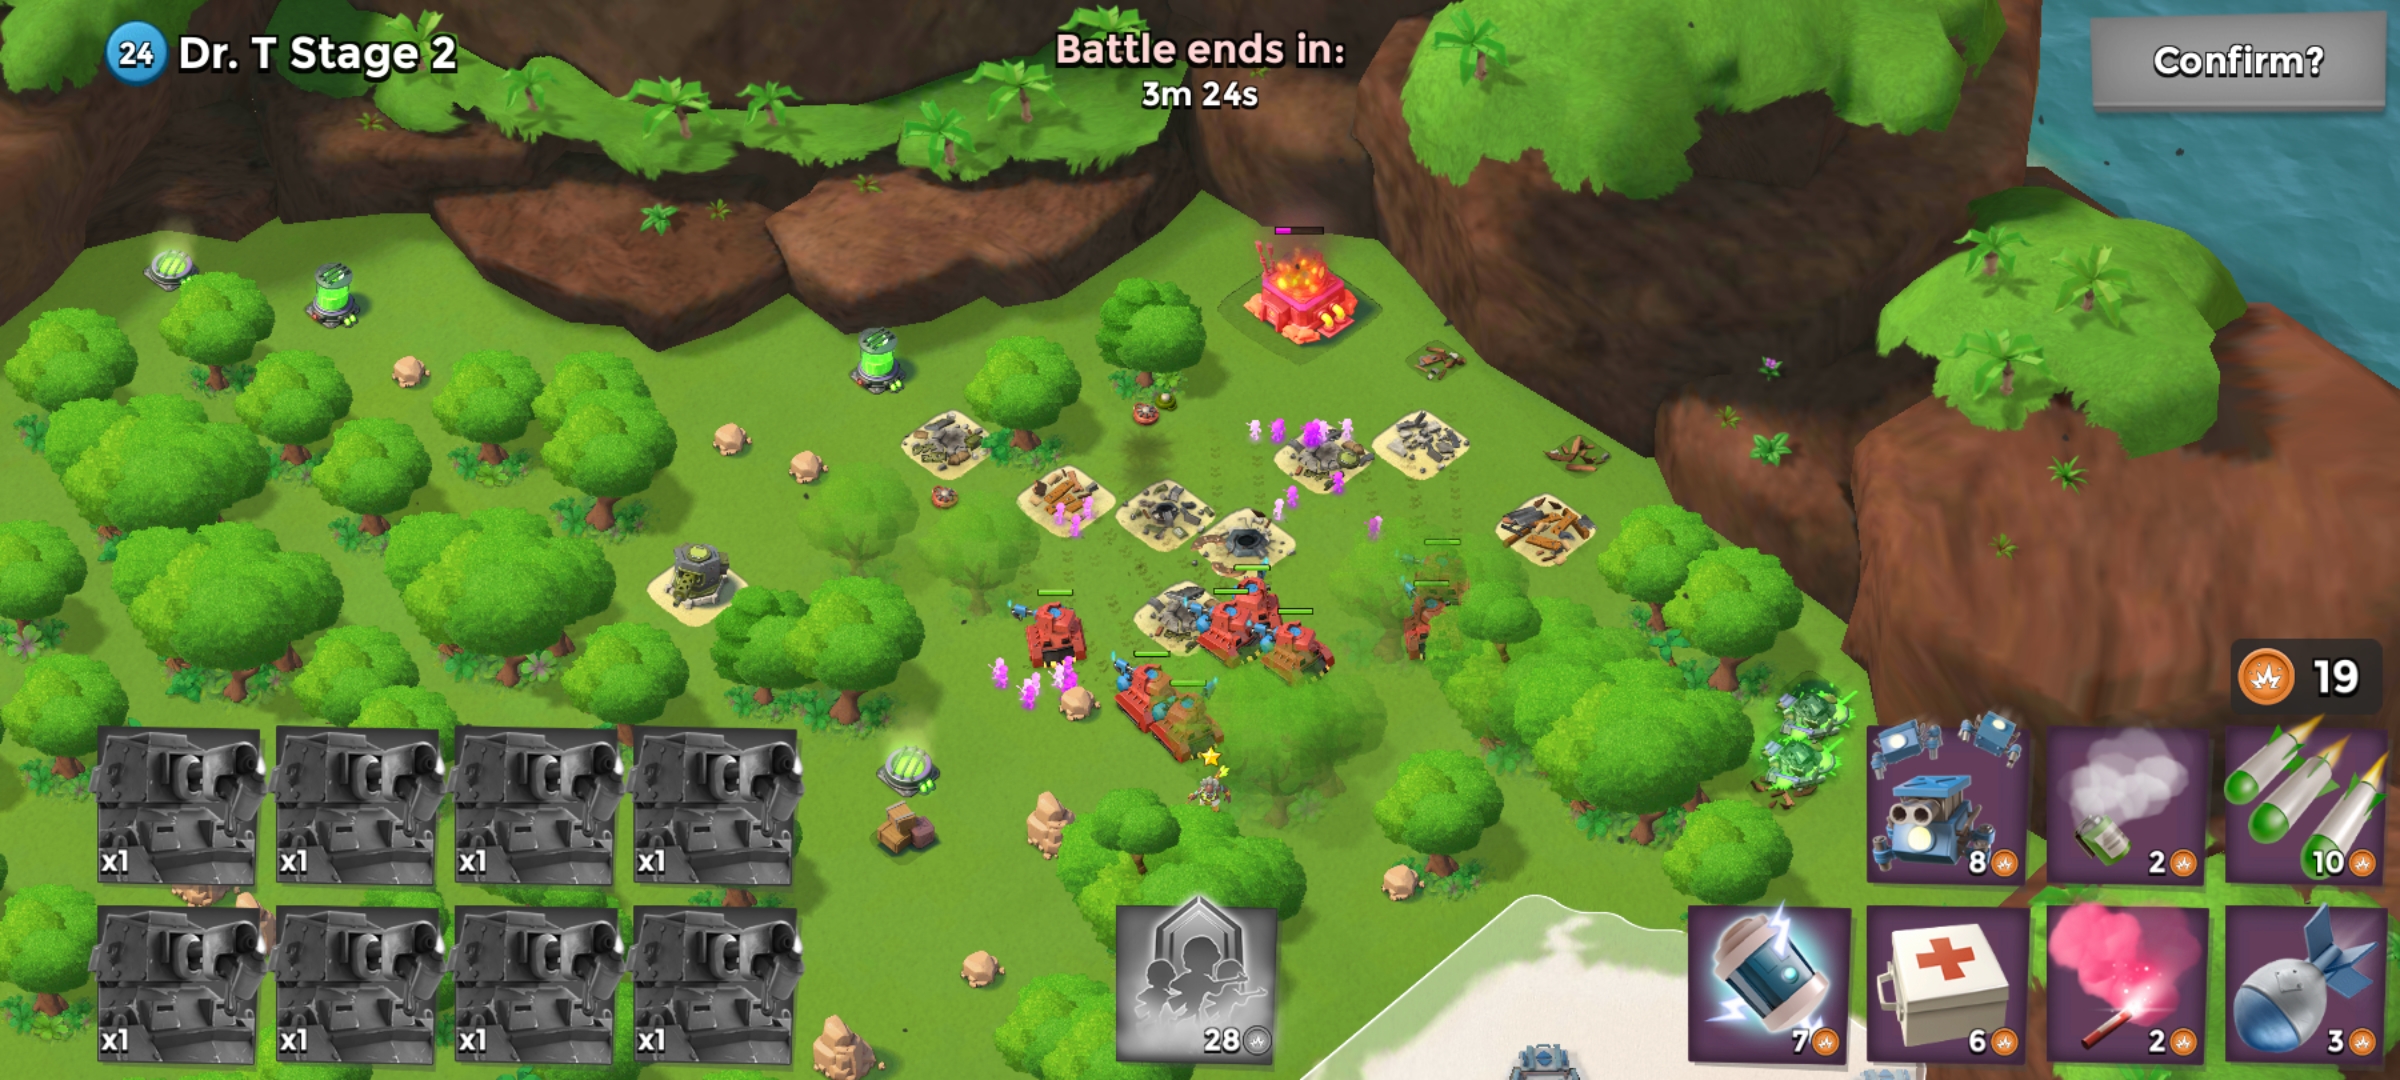 24 Dr. T Stage 2
Battle ends in:
3m 24s
Confirm?
19
x1 x1 x1 x1
8 2 10
x1 x1 x1 x1
28
7 6 2 3